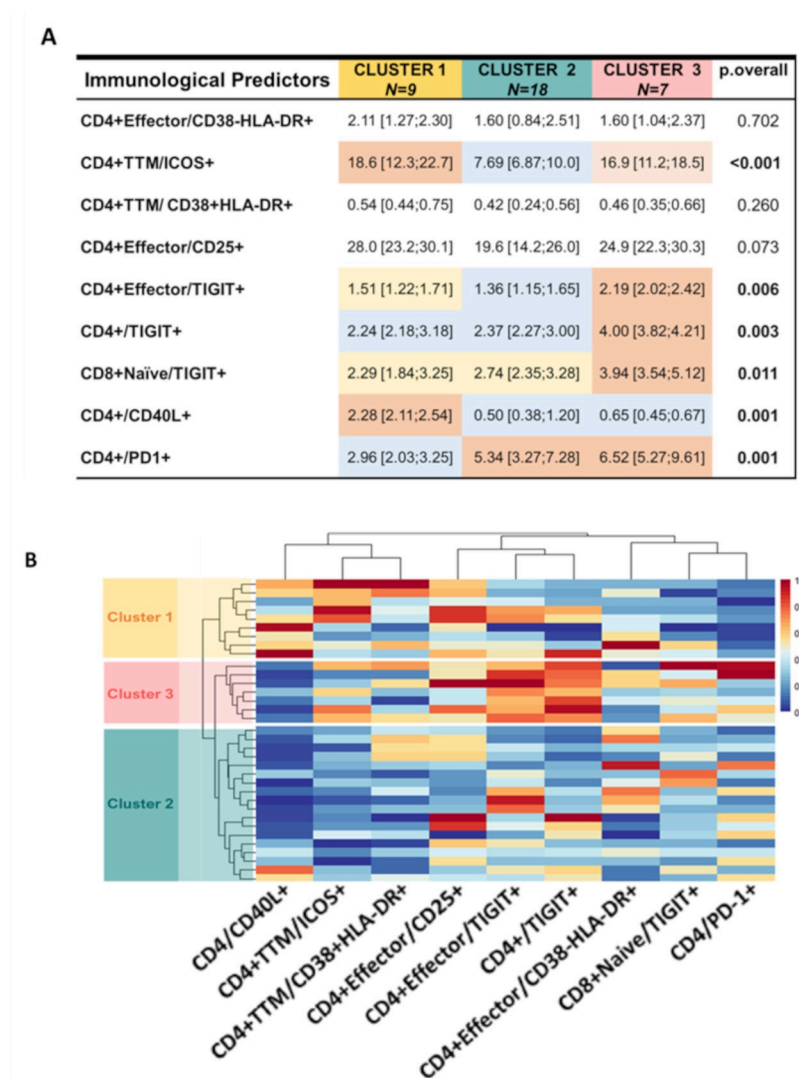 A
Immunological Predictors CLUSTER 1 CLUSTER 2 CLUSTER 3 p.overall
N=9 N=18 N=7
CD4+Effector/CD38-HLA-DR+ 2.11 [1.27;2.30] 1.60 [0.84;2.51] 1.60 [1.04;2.37] 0.702
CD4+TTM/ICOS+ 18.6 [12.3;22.7] 7.69 [6.87;10.0] 16.9 [11.2;18.5] <0.001
CD4+TTM/ CD38+HLA-DR+ 0.54 [0.44;0.75] 0.42 [0.24;0.56] 0.46 [0.35;0.66] 0.260
CD4+Effector/CD25+ 28.0 [23.2;30.1] 19.6 [14.2;26.0] 24.9 [22.3;30.3] 0.073
CD4+Effector/TIGIT+ 1.51 [1.22;1.71] 1.36 [1.15;1.65] 2.19 [2.02;2.42] 0.006
CD4+/TIGIT+ 2.24 [2.18;3.18] 2.37 [2.27;3.00] 4.00 [3.82;4.21] 0.003
CD8+Naïve/TIGIT+ 2.29 [1.84;3.25] 2.74 [2.35;3.28] 3.94 [3.54;5.12] 0.011
CD4+/CD40L+ 2.28 [2.11;2.54] 0.50 [0.38;1.20] 0.65 [0.45;0.67] 0.001
CD4+/PD1+ 2.96 [2.03;3.25] 5.34 [3.27;7.28] 6.52 [5.27;9.61] 0.001
B
Cluster 1
Cluster 3
Cluster 2
1
0
0
0
0
0
CD4/CD40L+
CD4+TTM/ICOS+
CD4+TTM/CD38+HLA-DR+
CD4+Effector/CD25+
CD4+Effector/TIGIT+
CD4+/TIGIT+
CD4+Effector/CD38-HLA-DR+
CD8+Naive/TIGIT+
CD4/PD-1+